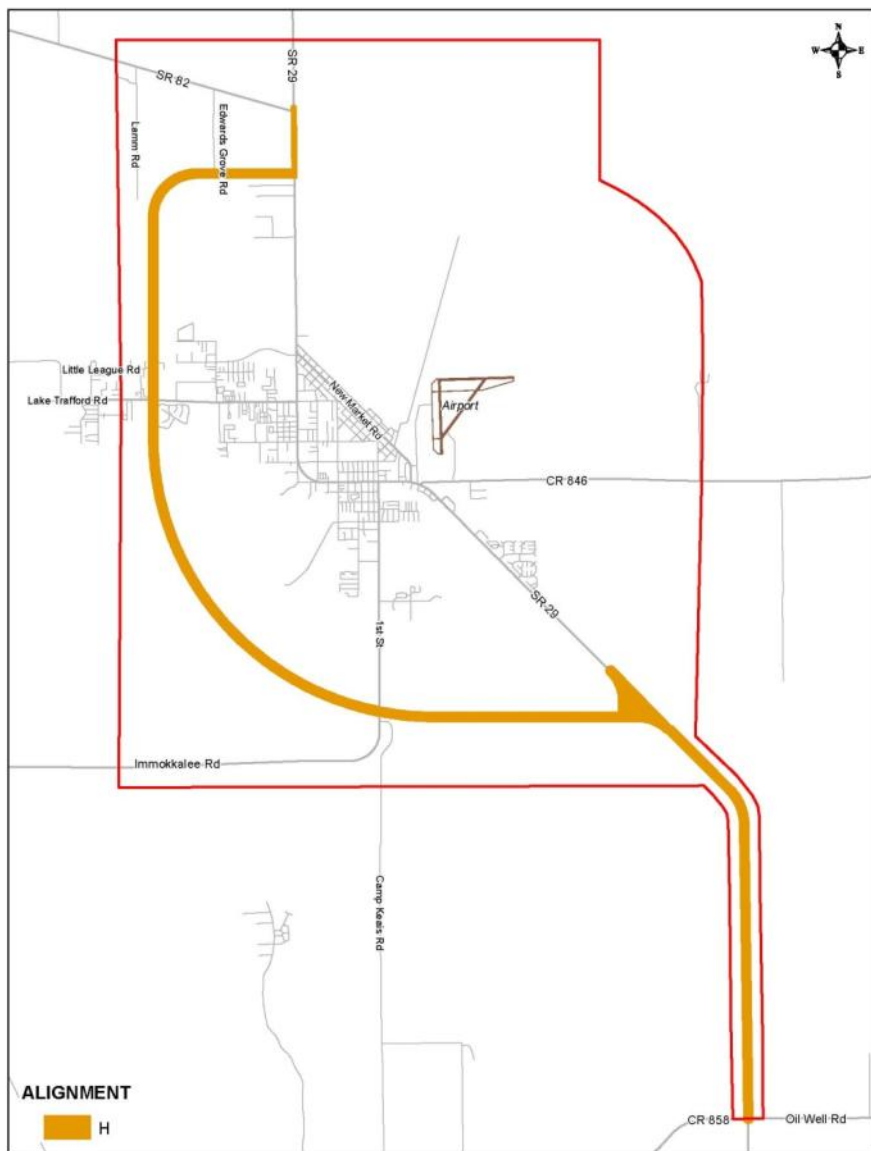 N
W E
S
SR 29
SR 82
Lamm Rd
Edwards Grove Rd
Little League Rd
Lake Trafford Rd
New Market Rd
Airport
CR 846
SR 29
1st St
Immokkalee Rd
Camp Keais Rd
ALIGNMENT
H
CR 858
Oil Well Rd